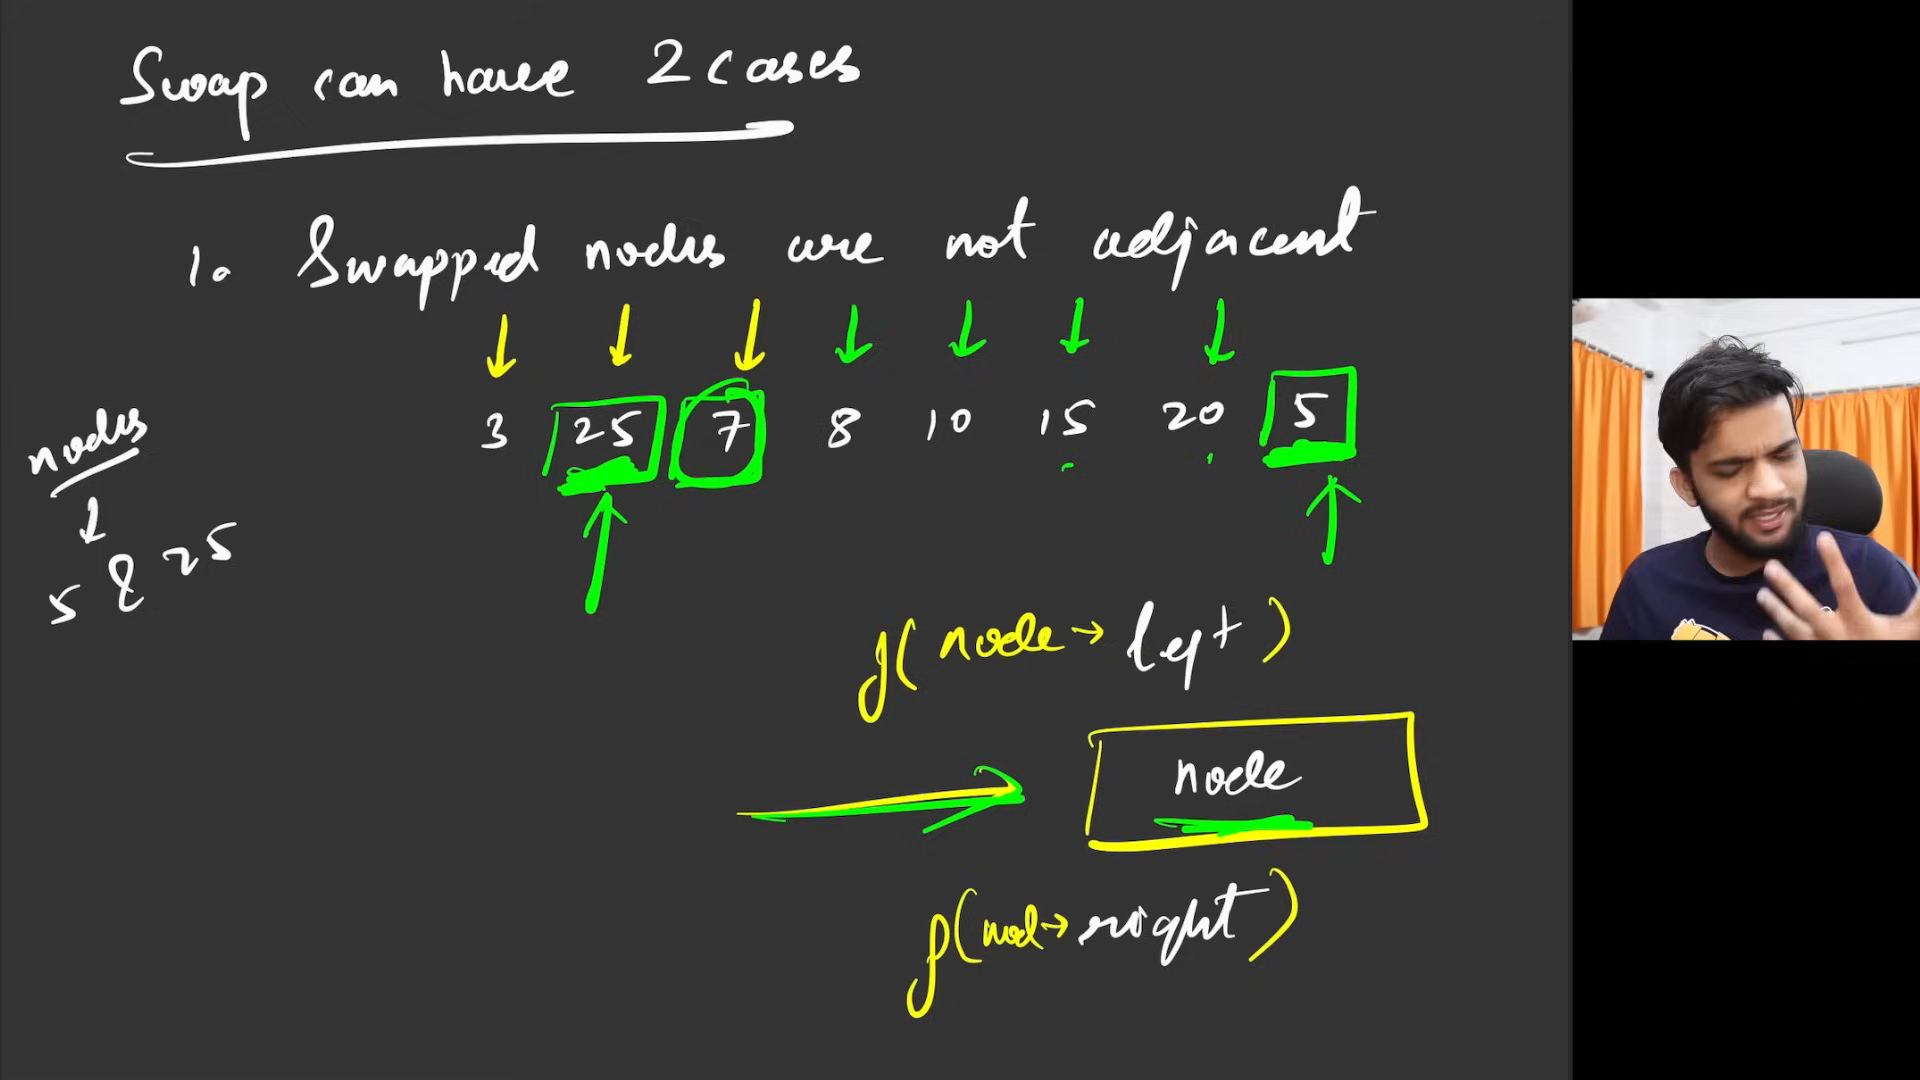 Swap can have 2 cases
1. Swapped nodes are not adjacent
3 25 7 8 10 15 20 5
nodes
5 & 25
f( node → left )
node
f( nod → right )